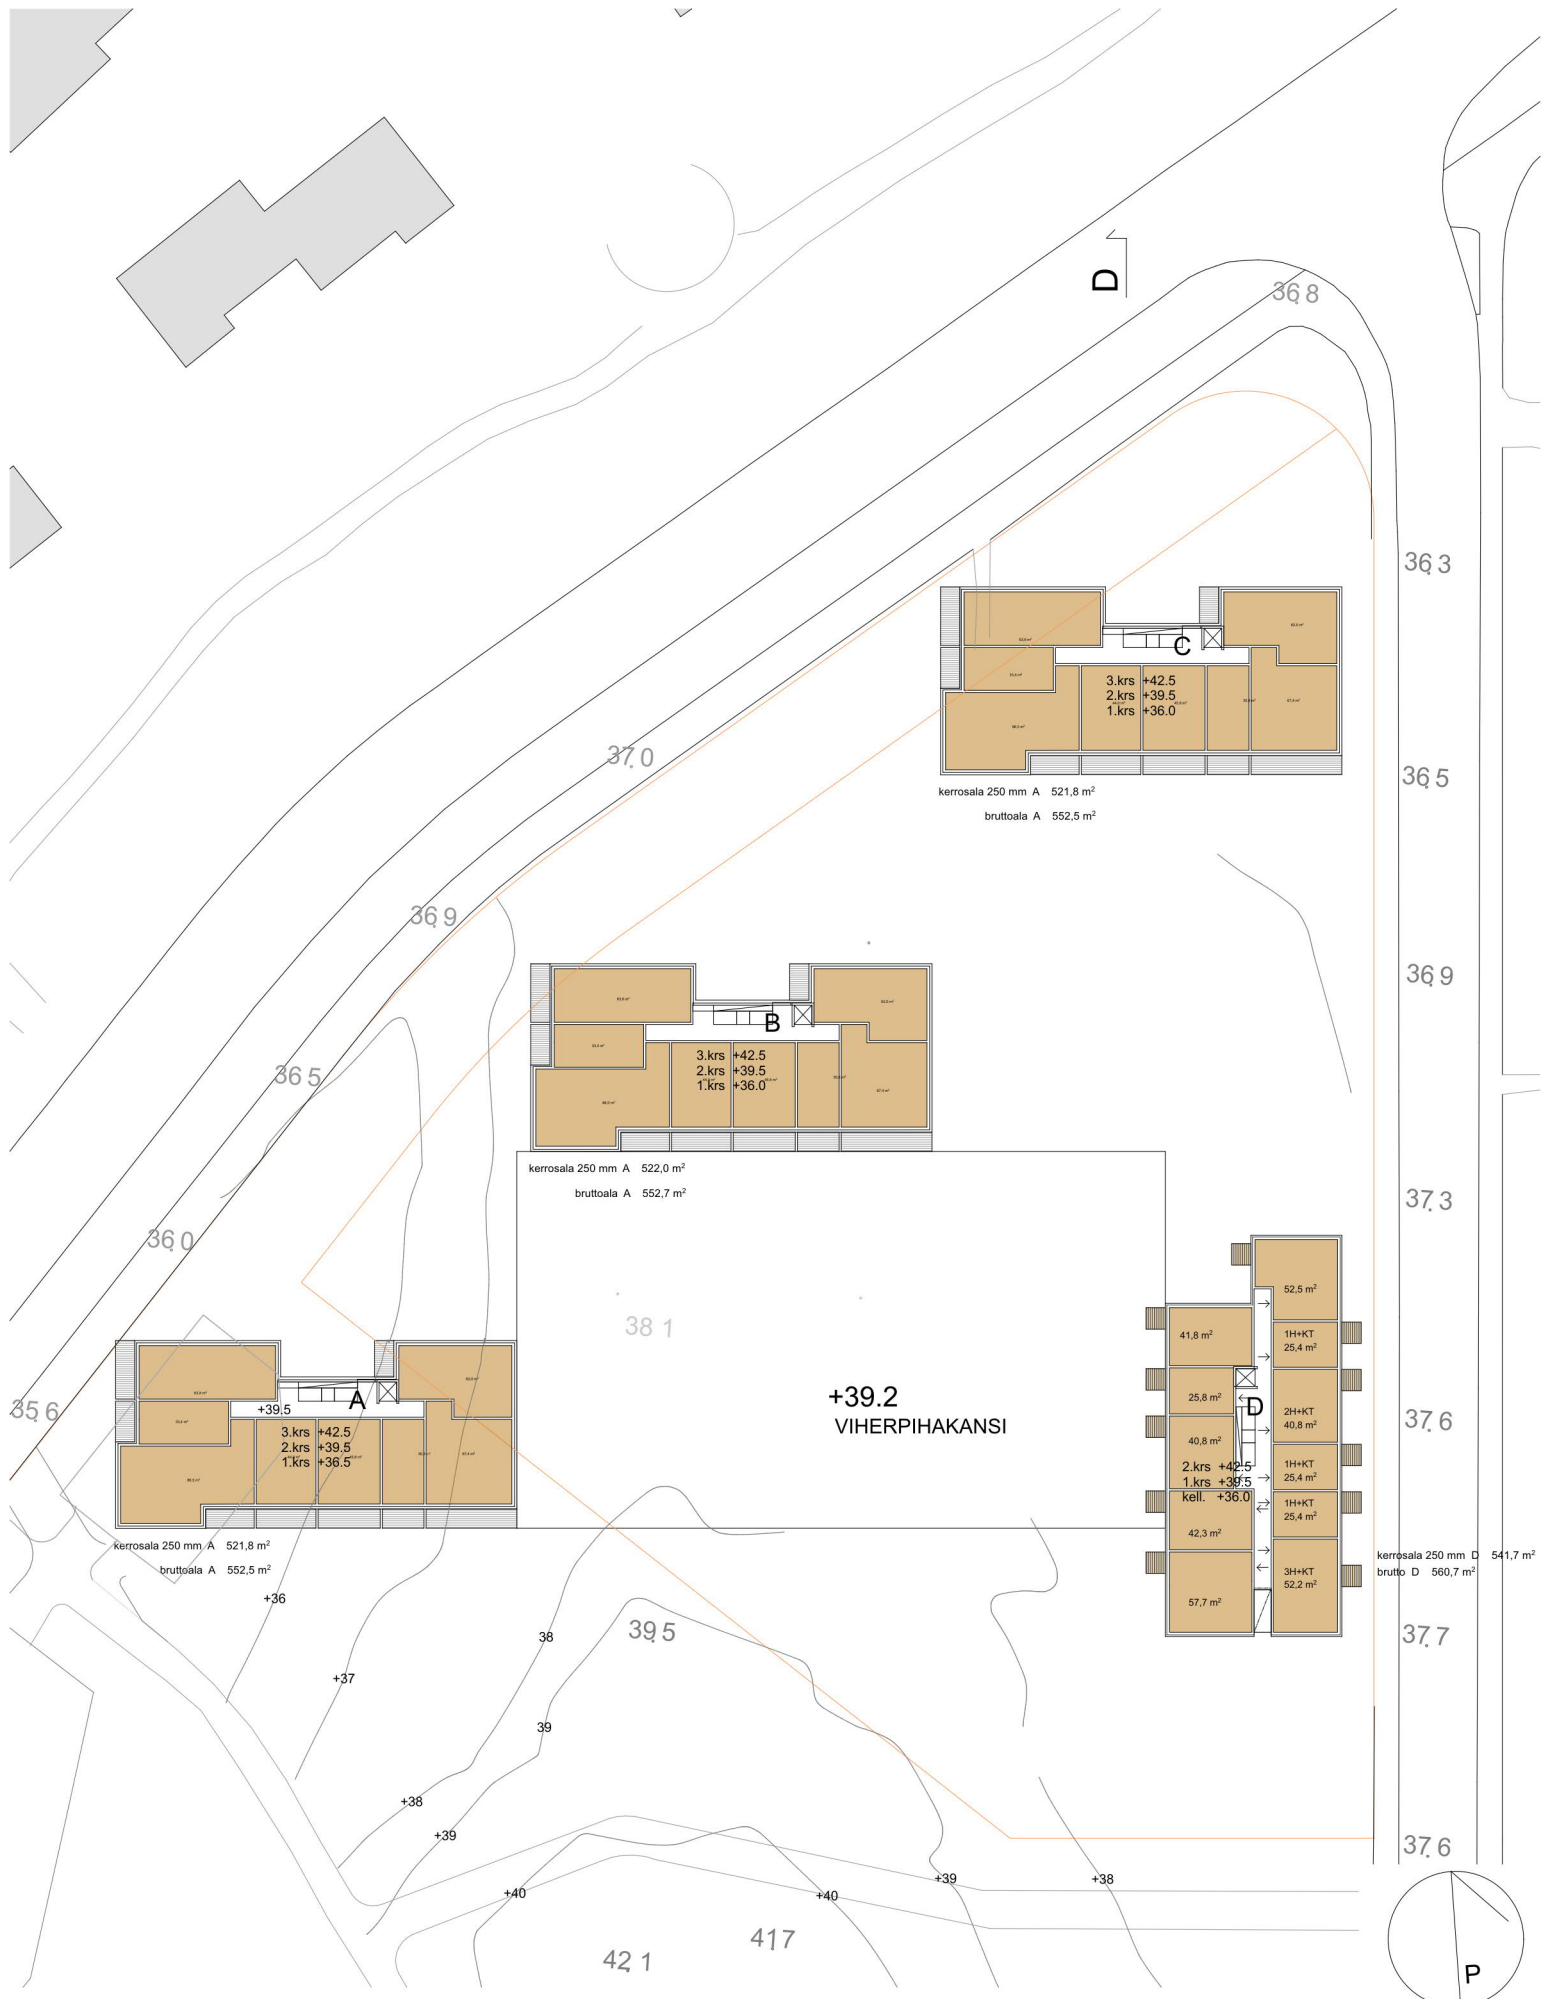 D
36.8
36.3
C
3.krs +42.5
2.krs +39.5
1.krs +36.0
37.0
36.5
kerrosala 250 mm A 521,8 m²
bruttoala A 552,5 m²
36.9
36.9
B
3.krs +42.5
2.krs +39.5
1.krs +36.0
36.5
kerrosala 250 mm A 522,0 m²
bruttoala A 552,7 m²
37.3
36.0
52,5 m²
38 1
41,8 m²
1H+KT
25,4 m²
A
+39.5
3.krs +42.5
2.krs +39.5
1.krs +36.5
35.6
+39.2
VIHERPIHAKANSI
25,8 m²
D
2H+KT
40,8 m²
37.6
40,8 m²
2.krs +42.5
1.krs +39.5
kell. +36.0
1H+KT
25,4 m²
1H+KT
25,4 m²
42,3 m²
kerrosala 250 mm A 521,8 m²
bruttoala A 552,5 m²
kerrosala 250 mm D 541,7 m²
brutto D 560,7 m²
3H+KT
52,2 m²
57,7 m²
+36
38
39.5
37.7
+37
39
+38
+39
37.6
+39
+38
+40
+40
41.7
42.1
P